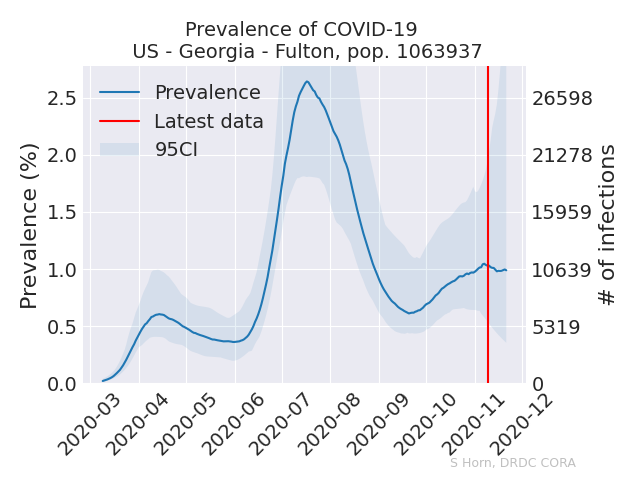 Prevalence of COVID-19
US - Georgia - Fulton, pop. 1063937
Prevalence
Latest data
95CI
Prevalence (%)
2.5
2.0
1.5
1.0
0.5
0.0
26598
21278
15959
10639
5319
0
# of infections
2020-03
2020-04
2020-05
2020-06
2020-07
2020-08
2020-09
2020-10
2020-11
2020-12
S Horn, DRDC CORA